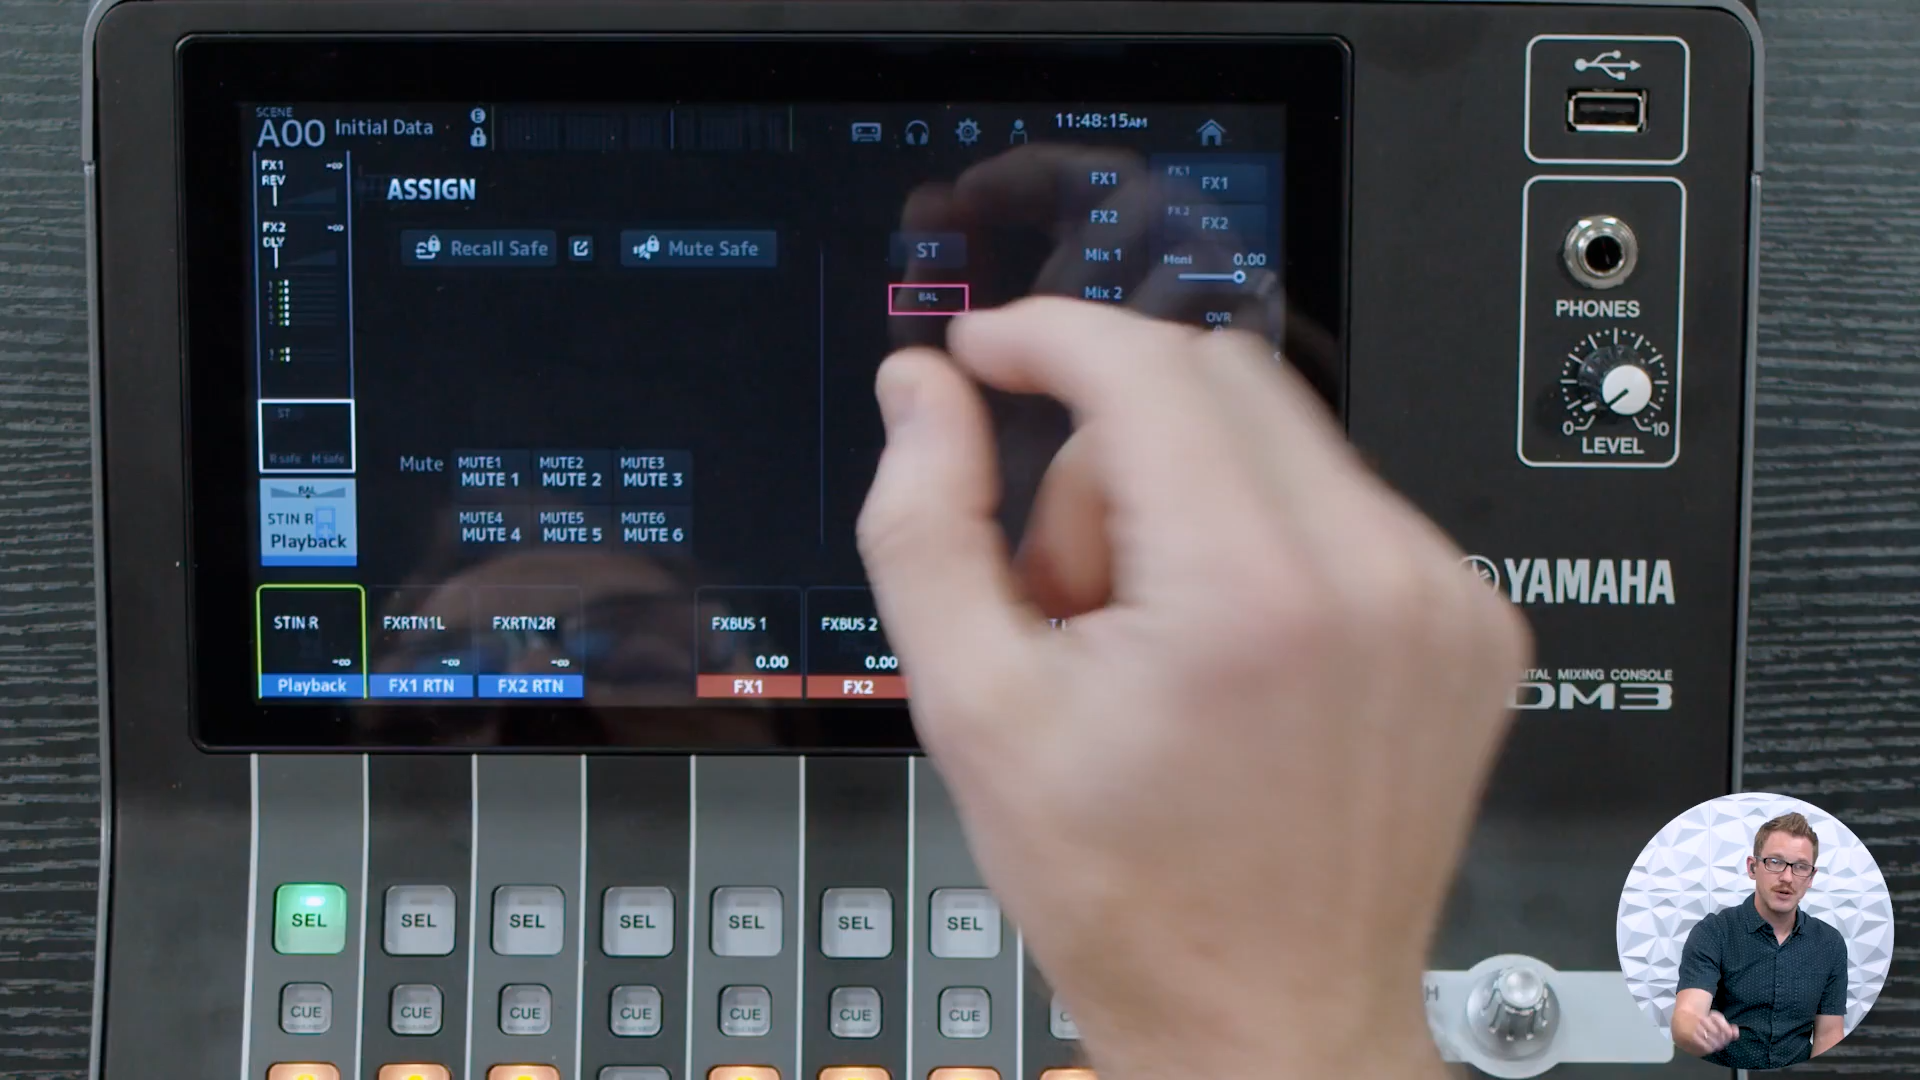 SCENE
A00 Initial Data
E
11:48:15AM
FX1
REV
-∞
FX2
DLY
-∞
ASSIGN
Recall Safe
Mute Safe
ST
BAL
FX1
FX2
Mix 1
Mix 2
FX1
FX1
FX2
FX2
Moni
0.00
OVR
ST
R safe M safe
BAL
STIN R
Playback
Mute
MUTE1
MUTE 1
MUTE2
MUTE 2
MUTE3
MUTE 3
MUTE4
MUTE 4
MUTE5
MUTE 5
MUTE6
MUTE 6
STIN R
-∞
Playback
FXRTN1L
-∞
FX1 RTN
FXRTN2R
-∞
FX2 RTN
FXBUS 1
0.00
FX1
FXBUS 2
0.00
FX2
PHONES
0 10
LEVEL
YAMAHA
ITAL MIXING CONSOLE
DM3
SEL SEL SEL SEL SEL SEL SEL
CUE CUE CUE CUE CUE CUE CUE
H